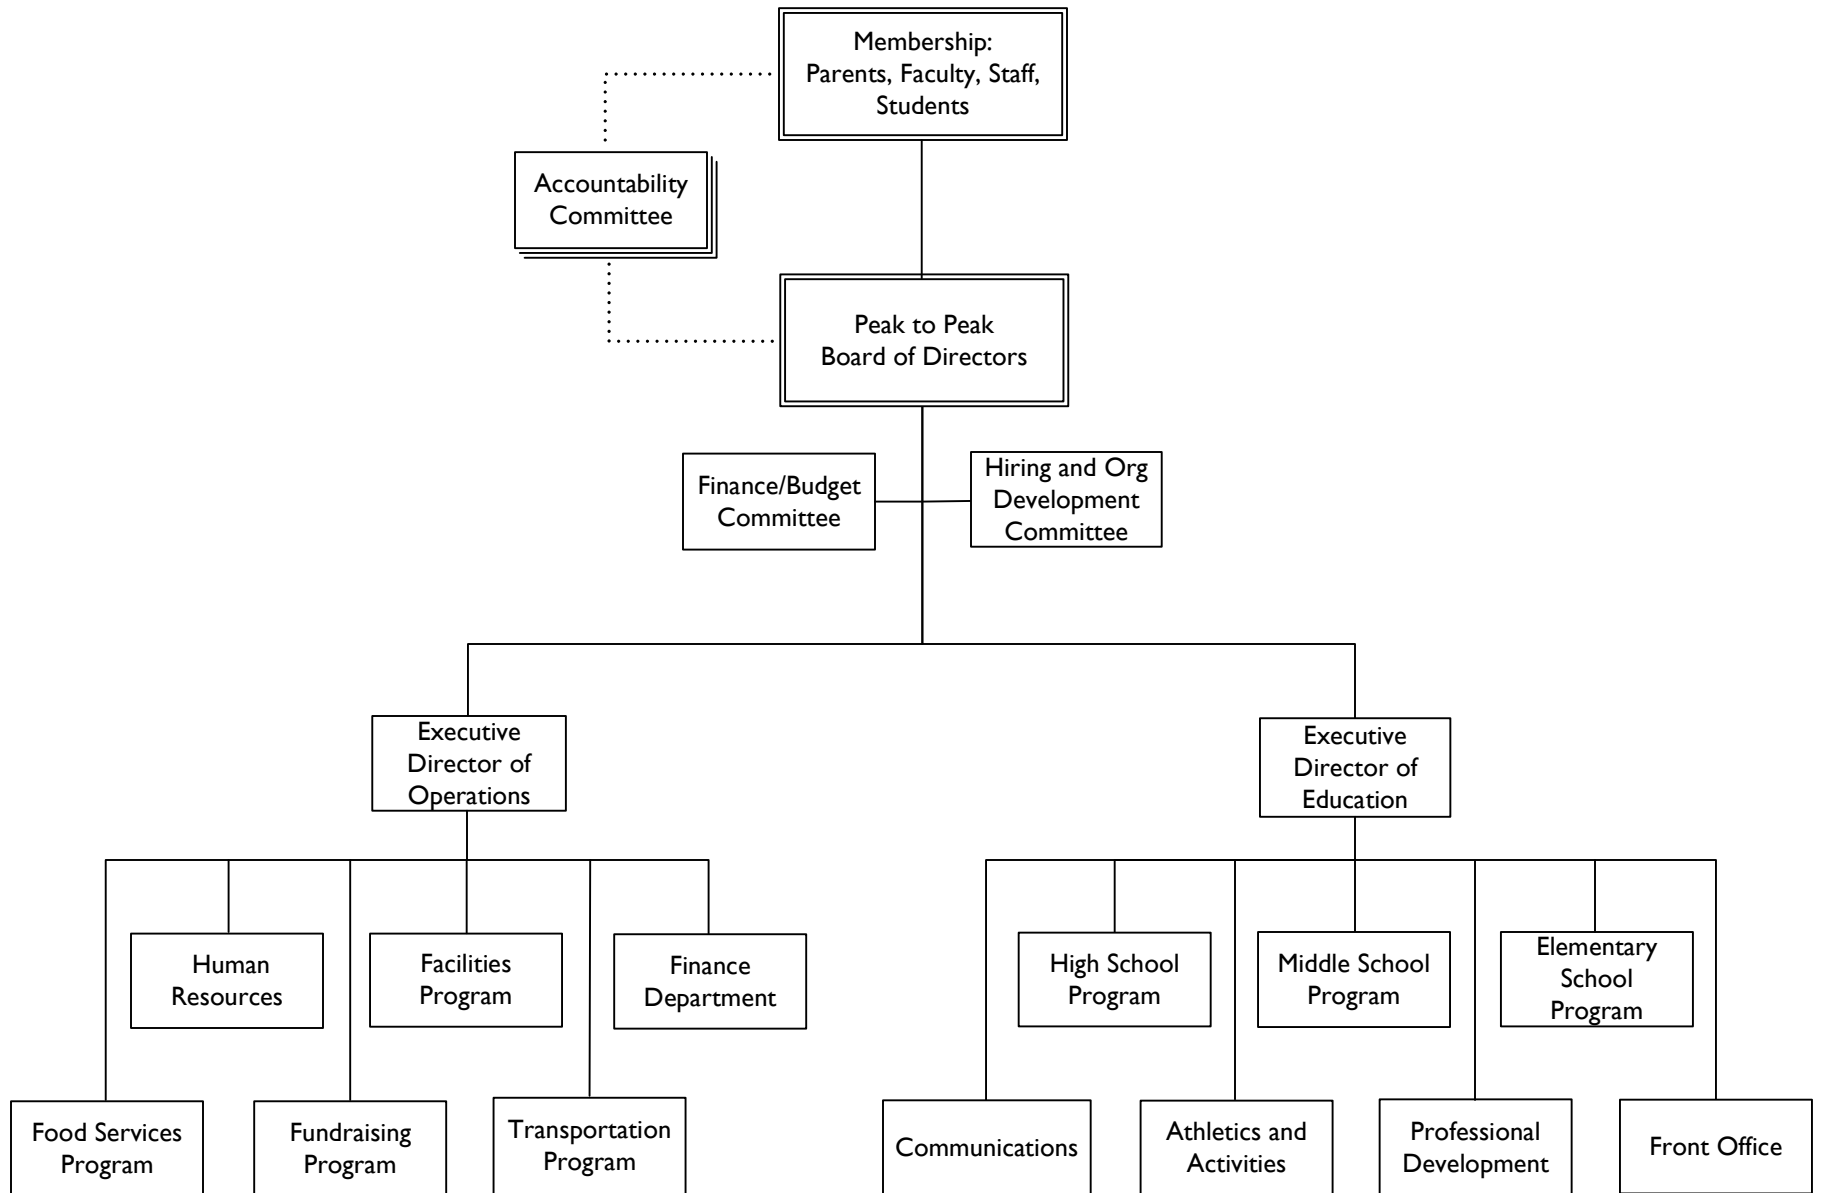 Membership:
Parents, Faculty, Staff,
Students
Accountability
Committee
Peak to Peak
Board of Directors
Finance/Budget
Committee
Hiring and Org
Development
Committee
Executive
Director of
Operations
Executive
Director of
Education
Human
Resources
Facilities
Program
Finance
Department
High School
Program
Middle School
Program
Elementary
School
Program
Food Services
Program
Fundraising
Program
Transportation
Program
Communications
Athletics and
Activities
Professional
Development
Front Office